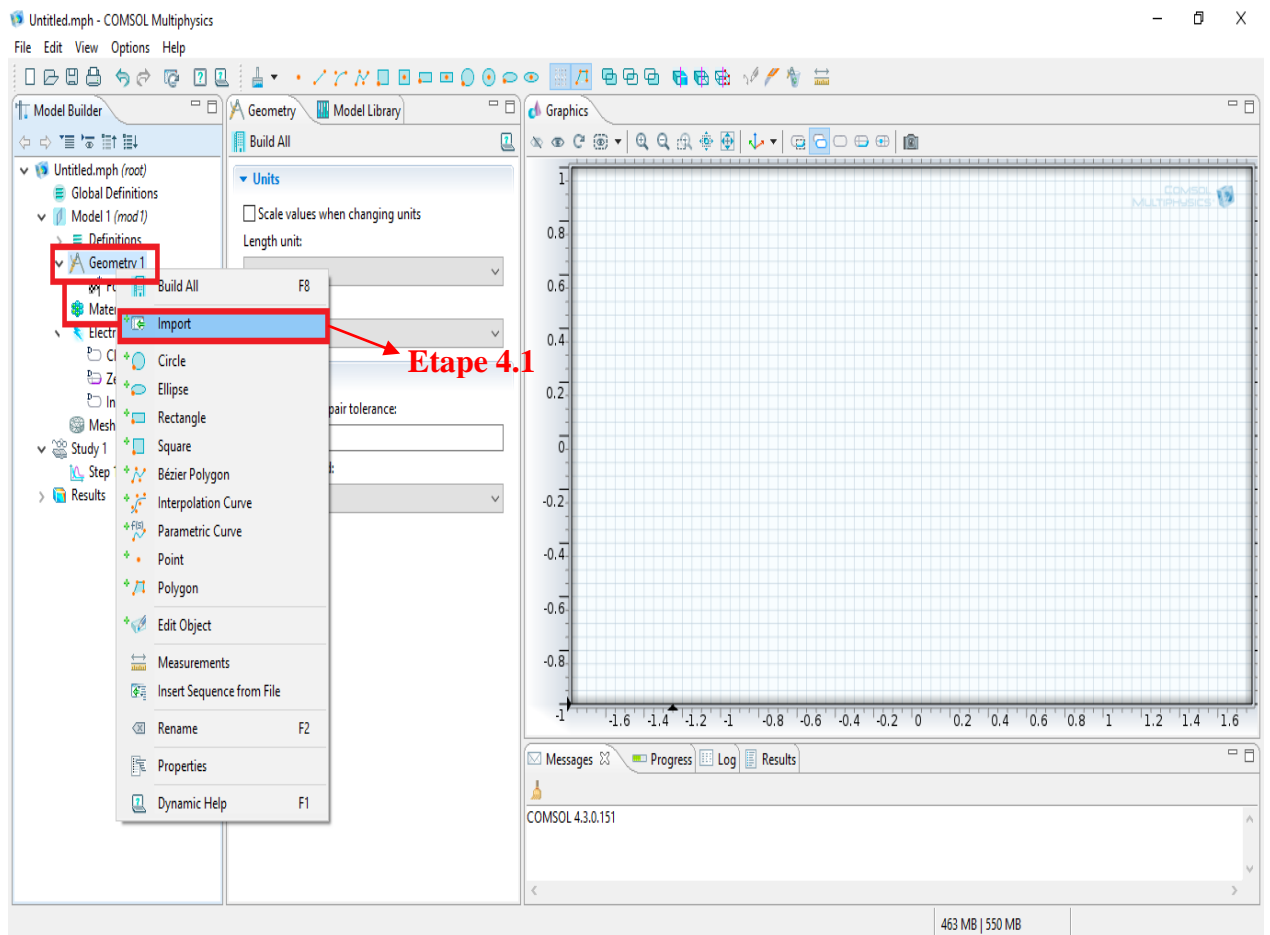 Untitled.mph - COMSOL Multiphysics
File Edit View Options Help
Model Builder
Untitled.mph (root)
Global Definitions
Model 1 (mod1)
Definitions
Geometry 1
Mater
Electr
Ze
In
Mesh
Study 1
Step
Results
Build All F8
Import
Circle
Ellipse
Rectangle
Square
Bézier Polygon
Interpolation Curve
f(s)
Parametric Curve
Point
Polygon
Edit Object
Measurements
Insert Sequence from File
Rename F2
Properties
Dynamic Help F1
Geometry Model Library
Build All
Units
Scale values when changing units
Length unit:
pair tolerance:
Etape 4.1
Graphics
COMSOL
MULTIPHYSICS
1
0.8
0.6
0.4
0.2
0
-0.2
-0.4
-0.6
-0.8
-1
-1.6 -1.4 -1.2 -1 -0.8 -0.6 -0.4 -0.2 0 0.2 0.4 0.6 0.8 1 1.2 1.4 1.6
Messages Progress Log Results
COMSOL 4.3.0.151
463 MB | 550 MB